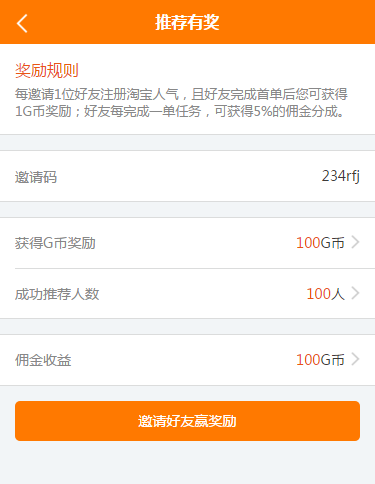 推荐有奖
奖励规则
每邀请1位好友注册淘宝人气，且好友完成首单后您可获得
1G币奖励；好友每完成一单任务，可获得5%的佣金分成。
邀请码 234rfj
获得G币奖励 100G币
成功推荐人数 100人
佣金收益 100G币
邀请好友赢奖励